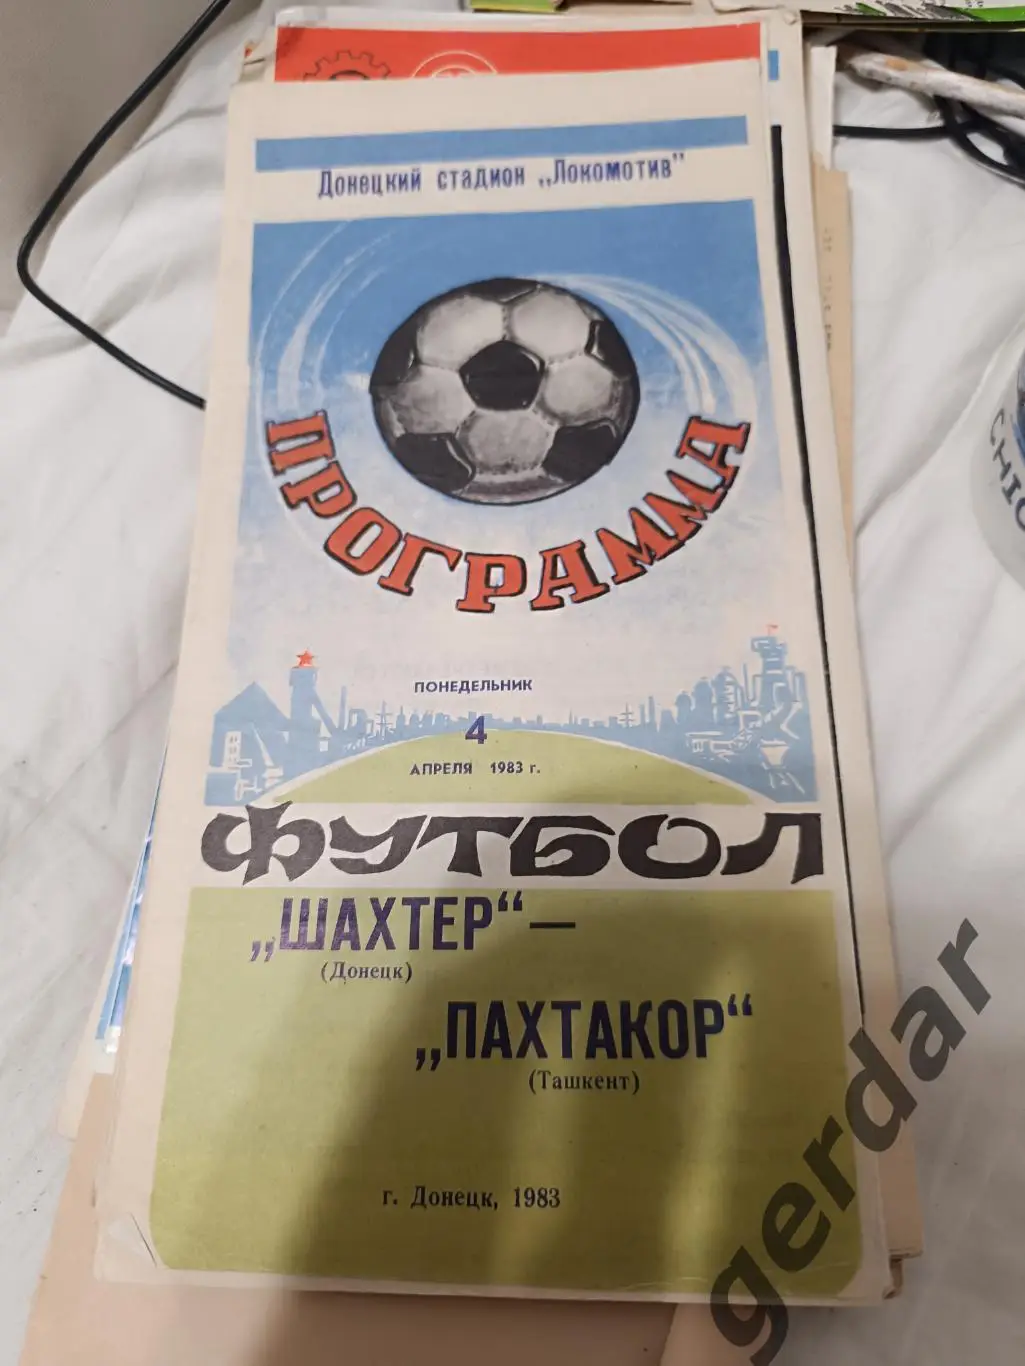 Донецкий стадион „Локомотив"
ПРОГРАММА
ПОНЕДЕЛЬНИК
4
АПРЕЛЯ 1983 г.
ФУТБОЛ
„ШАХТЕР“ —
(Донецк)
„ПАХТАКОР“
(Ташкент)
г. Донецк, 1983
gerdar